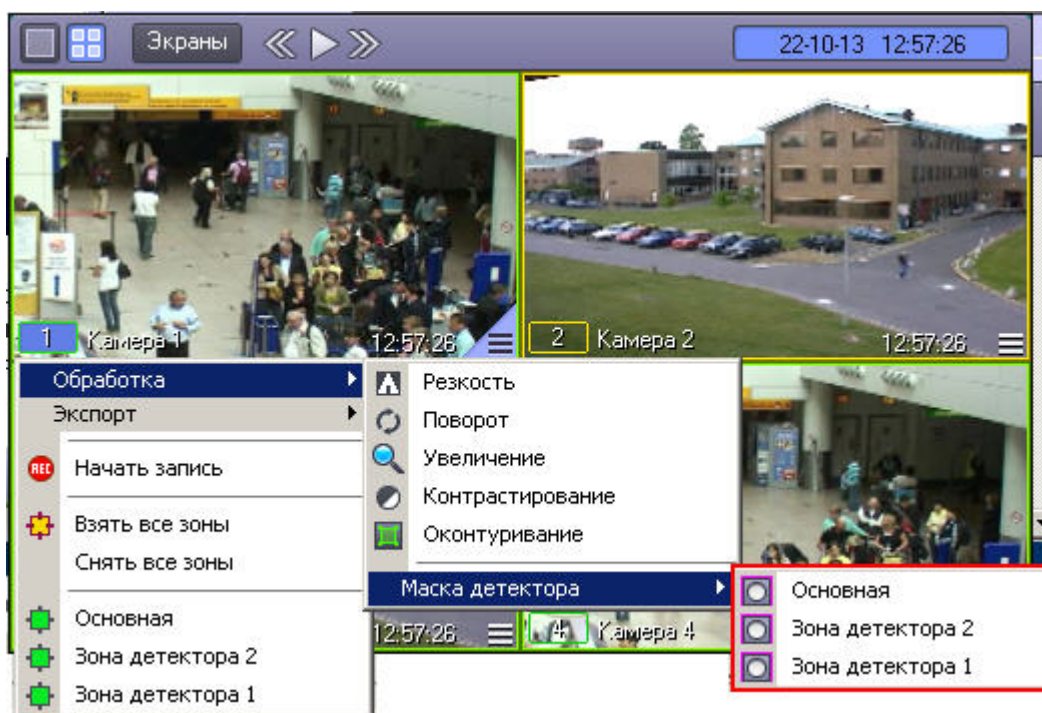 Экраны
22-10-13 12:57:26
1 Камера 1 12:57:26
2 Камера 2 12:57:26
Обработка
Экспорт
REC Начать запись
Взять все зоны
Снять все зоны
Основная
Зона детектора 2
Зона детектора 1
Резкость
Поворот
Увеличение
Контрастирование
Оконтуривание
Маска детектора
Основная
Зона детектора 2
Зона детектора 1
12:57:26
4 Камера 4